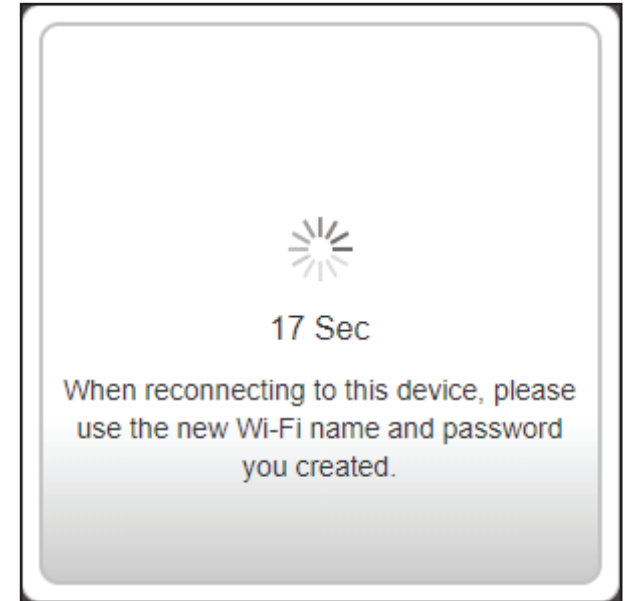 17 Sec
When reconnecting to this device, please
use the new Wi-Fi name and password
you created.